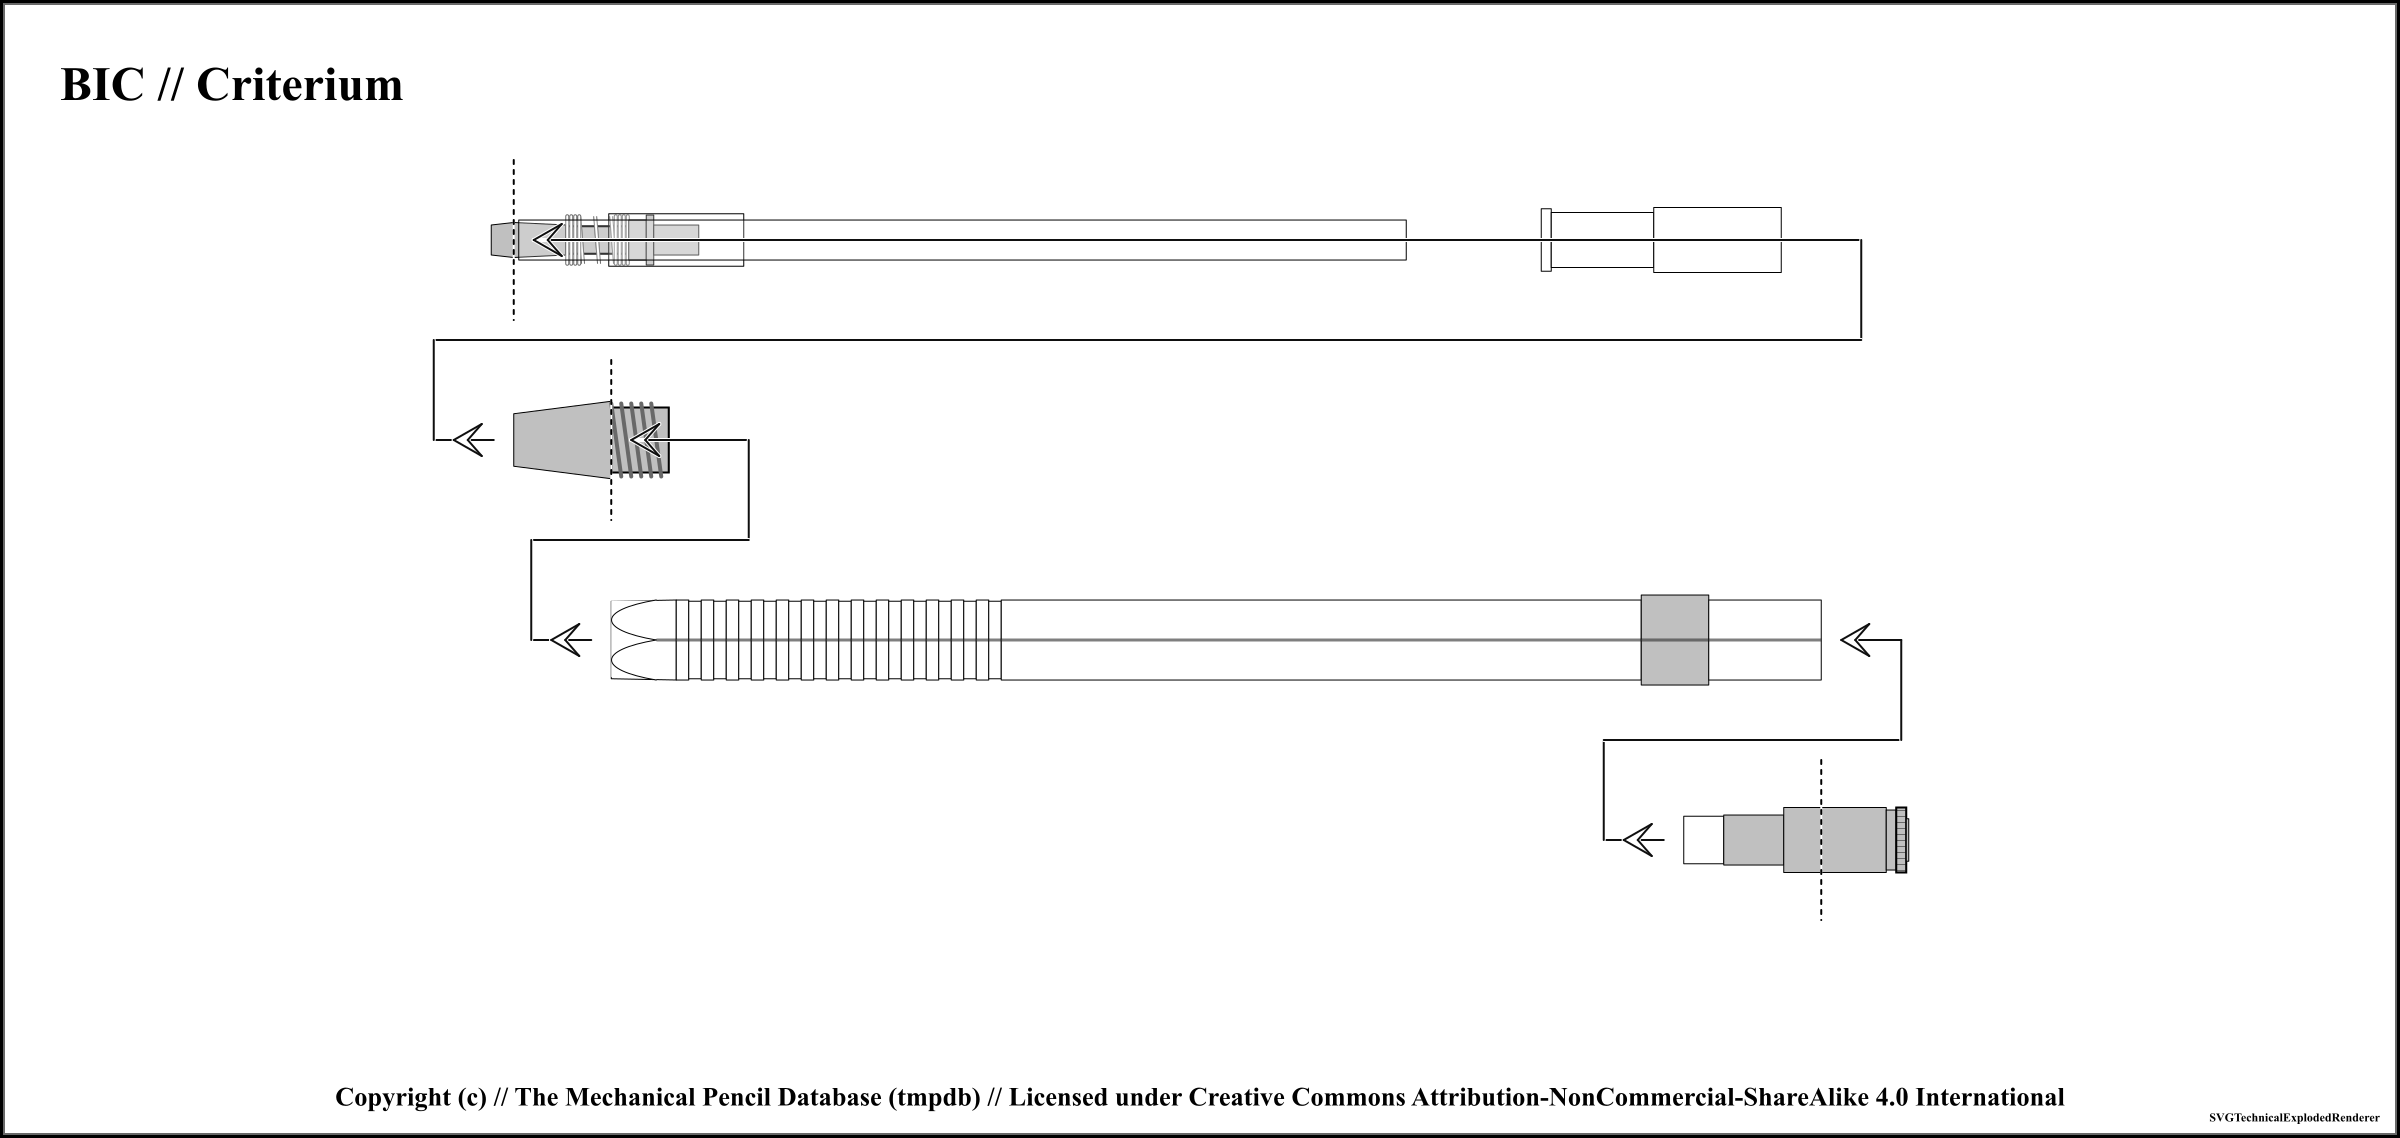 BIC // Criterium
Copyright (c) // The Mechanical Pencil Database (tmpdb) // Licensed under Creative Commons Attribution-NonCommercial-ShareAlike 4.0 International
SVGTechnicalExplodedRenderer